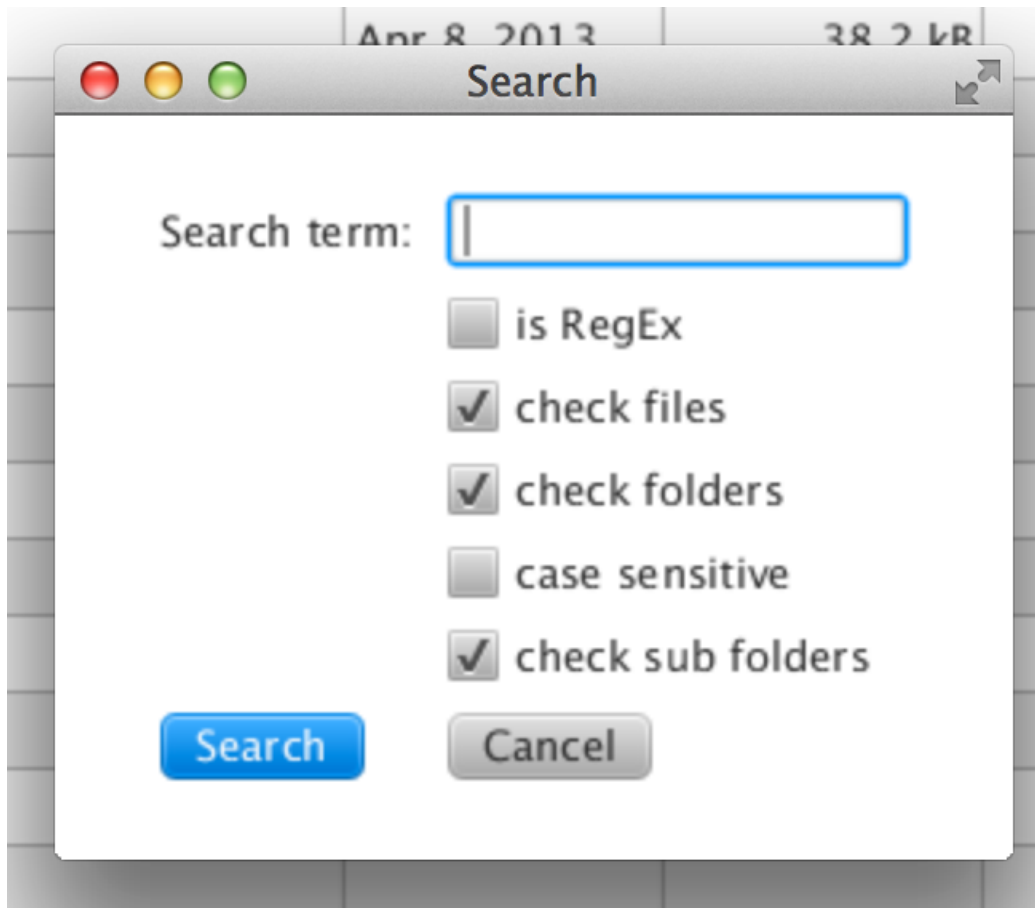 Apr 8, 2013 38.2 kB
Search
Search term:
is RegEx
check files
check folders
case sensitive
check sub folders
Search Cancel